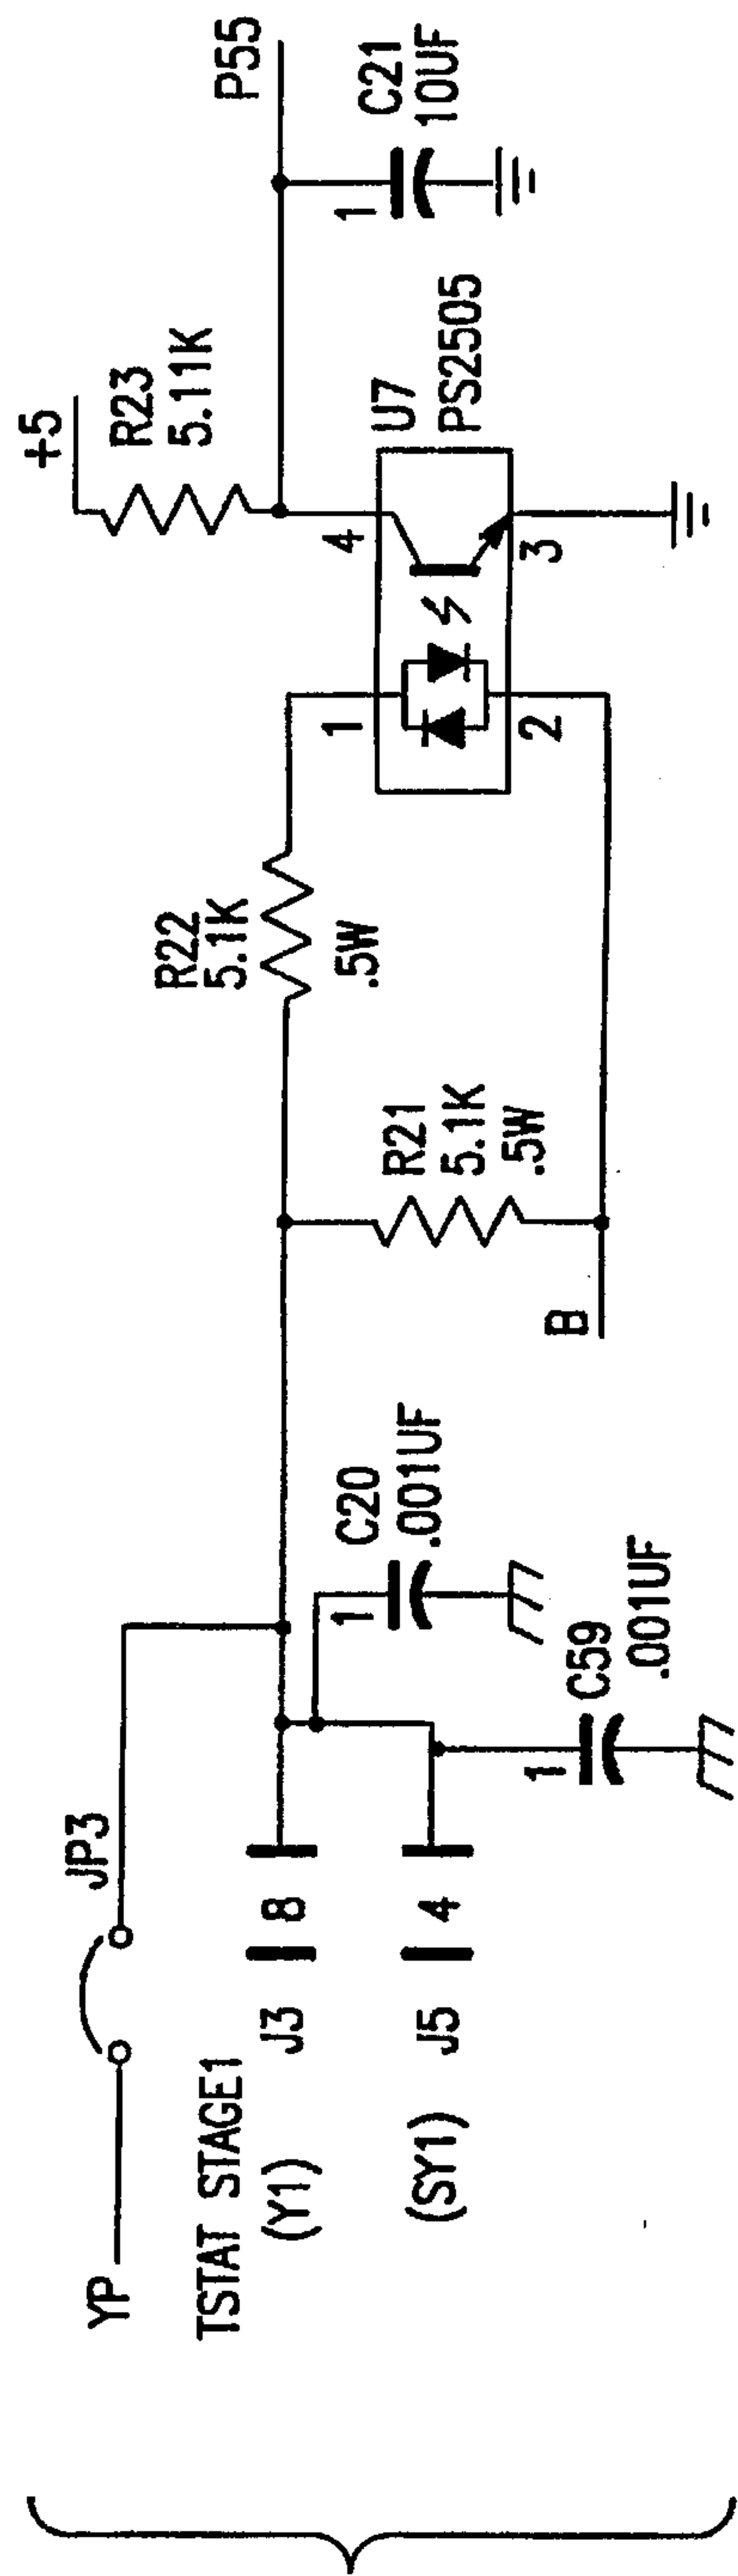 YP
JP3
TSTAT STAGE1
(Y1)
J3
8
(SY1)
J5
4
1
C20
.001UF
1
C59
.001UF
B
R21
5.1K
.5W
R22
5.1K
.5W
1
2
4
3
U7
PS2505
+5
R23
5.11K
P55
1
C21
10UF